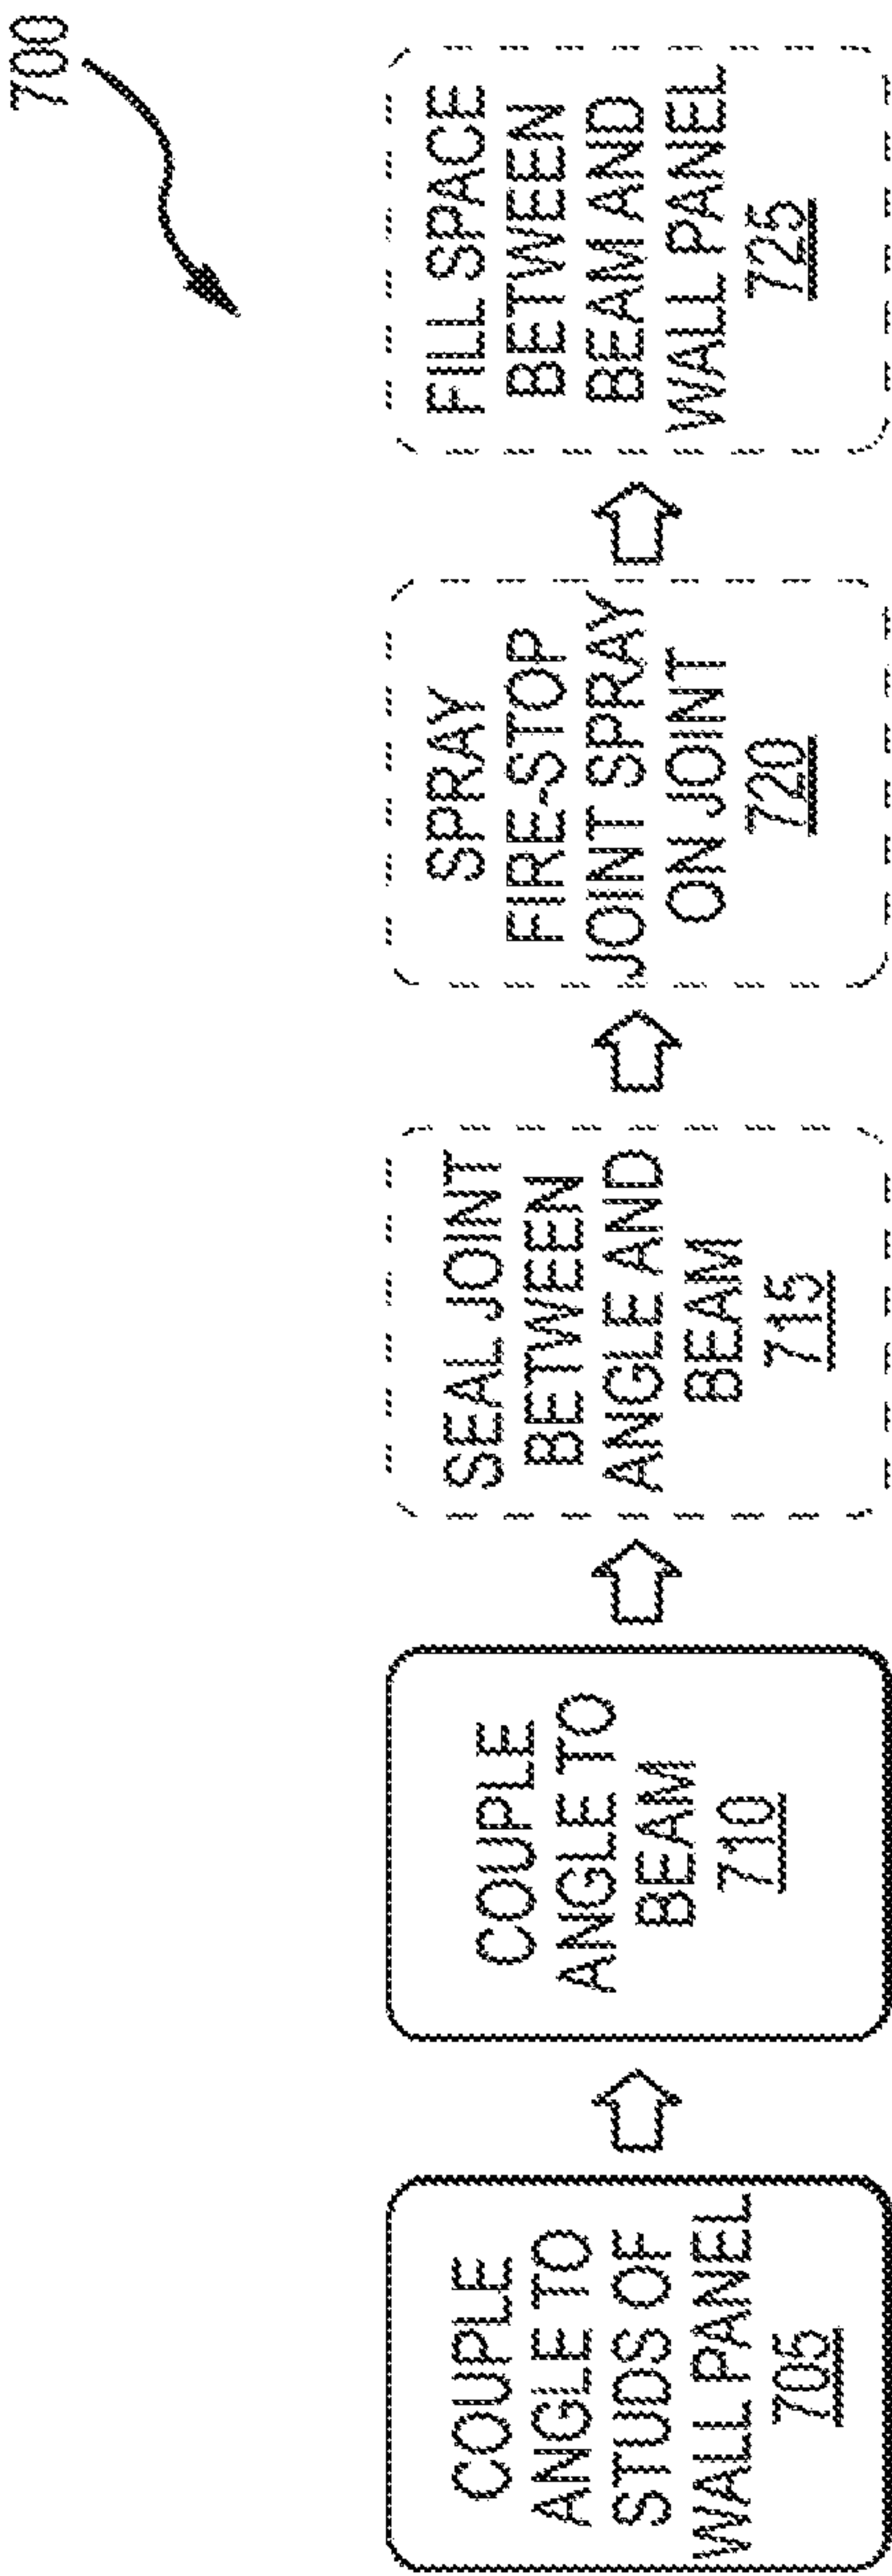 700
COUPLE
ANGLE TO
STUDS OF
WALL PANEL
705
COUPLE
ANGLE TO
BEAM
710
SEAL JOINT
BETWEEN
ANGLE AND
BEAM
715
SPRAY
FIRE-STOP
JOINT SPRAY
ON JOINT
720
FILL SPACE
BETWEEN
BEAM AND
WALL PANEL
725